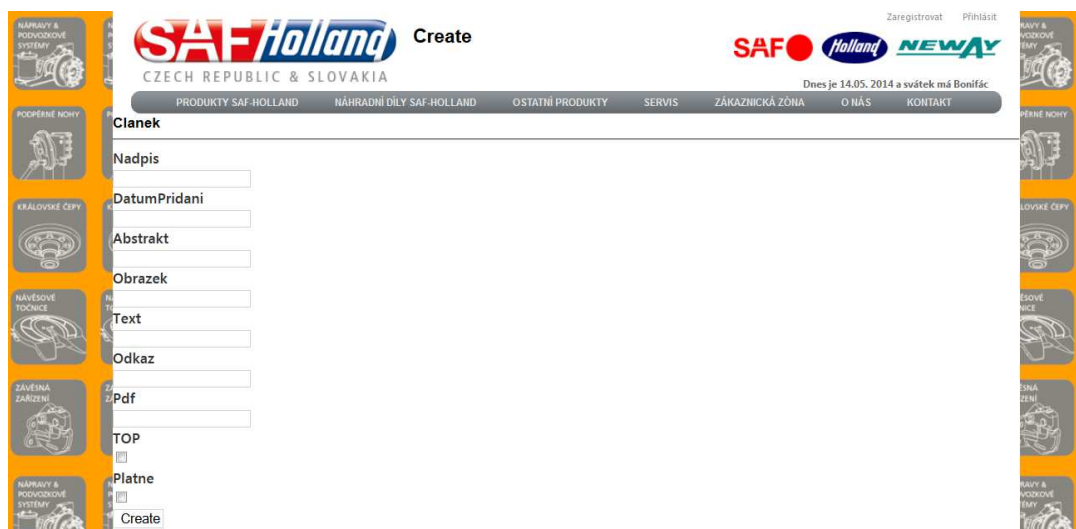 Zaregistrovat Přihlásit
SAF Holland
Create
SAF Holland NEWAY
CZECH REPUBLIC & SLOVAKIA
Dnes je 14.05. 2014 a svátek má Bonifác
PRODUKTY SAF-HOLLAND NÁHRADNÍ DÍLY SAF-HOLLAND OSTATNÍ PRODUKTY SERVIS ZÁKAZNICKÁ ZÓNA O NÁS KONTAKT
Clanek
Nadpis
DatumPridani
Abstrakt
Obrazek
Text
Odkaz
Pdf
TOP
Platne
Create
NÁPRAVY &
PODVOZKOVÉ
SYSTÉMY
PODPĚRNÉ NOHY
KRÁLOVSKÉ ČEPY
NÁVĚSOVÉ
TOČNICE
ZÁVĚSNÁ
ZAŘÍZENÍ
NÁPRAVY &
PODVOZKOVÉ
SYSTÉMY